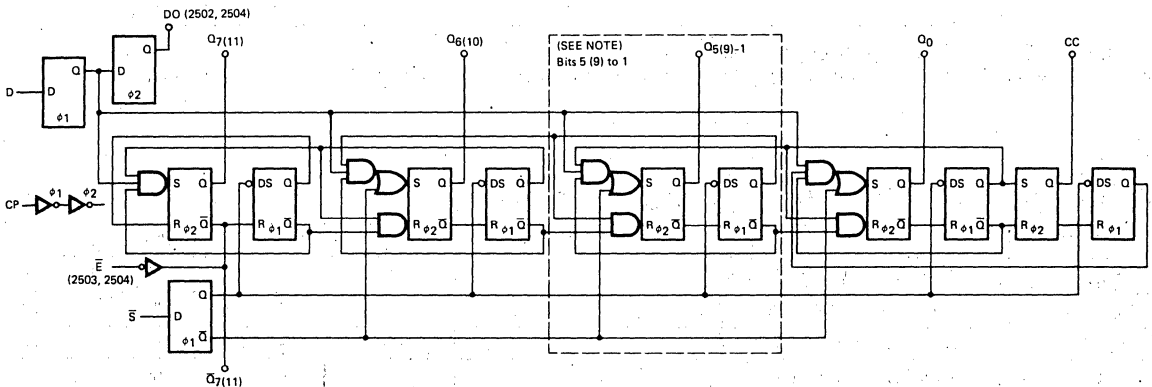 DO (2502, 2504)
Q7(11)
Q6(10)
(SEE NOTE)
Bits 5 (9) to 1
Q5(9)-1
Q0
CC
Q
D
φ2
Q
D
D
φ1
S Q
R φ2 Q̄
DS Q
R φ1 Q̄
S Q
R φ2 Q̄
DS Q
R φ1 Q̄
S Q
R φ2 Q̄
DS Q
R φ1 Q̄
S Q
R φ2 Q̄
DS Q
R φ1 Q̄
S Q
R φ2
DS Q
R φ1
CP
φ1
φ2
E̅
(2503, 2504)
S̅
Q
D
φ1 Q̄
Q̄7(11)